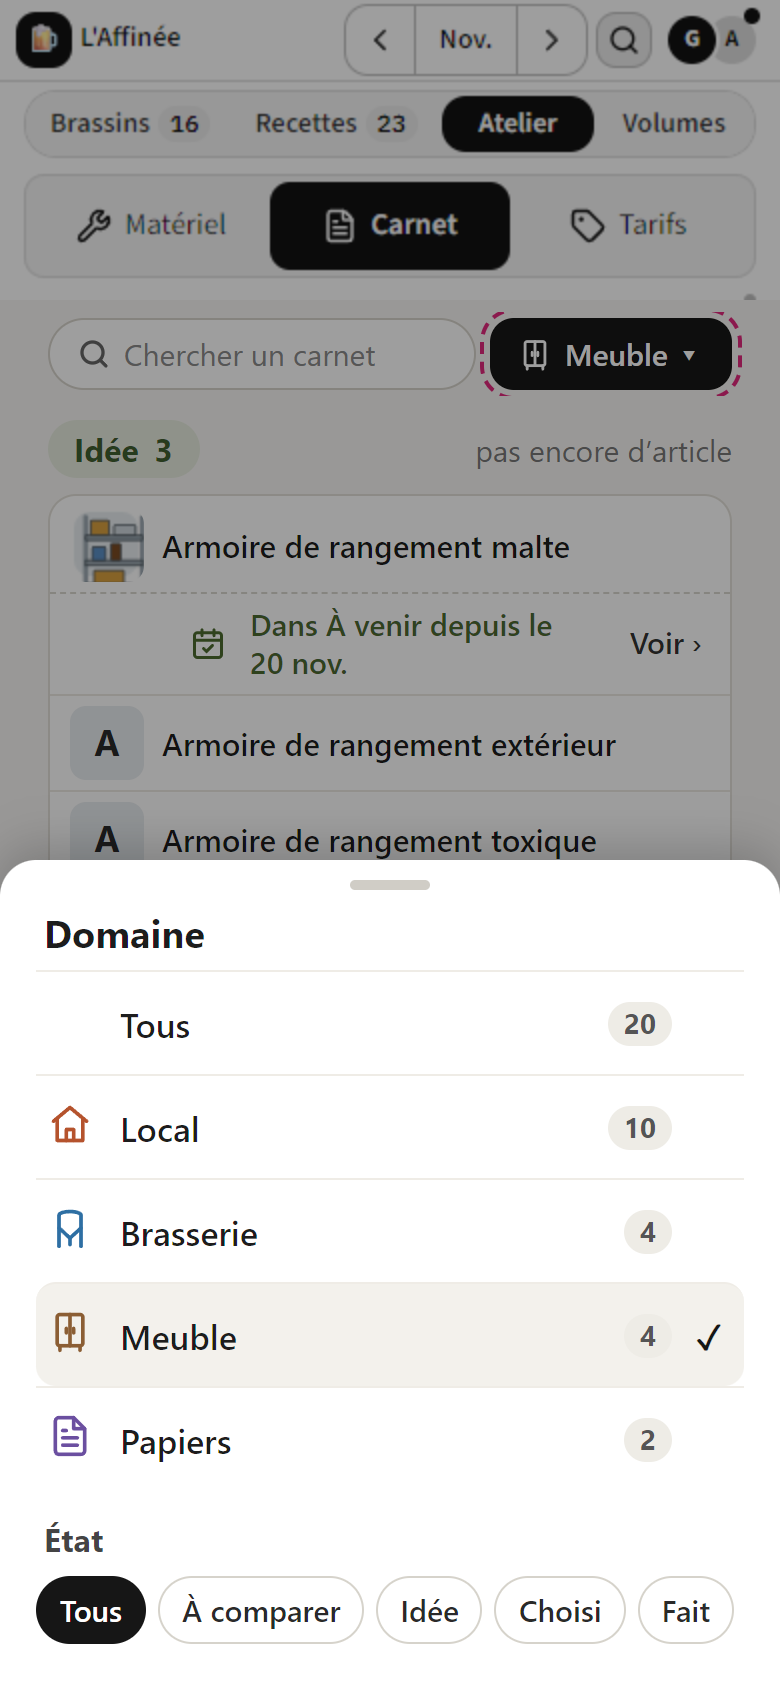 L'Affinée
Nov.
G A
Brassins 16 Recettes 23 Atelier Volumes
Matériel Carnet Tarifs
Chercher un carnet Meuble ▾
Idée 3 pas encore d’article
Armoire de rangement malte
Dans À venir depuis le
20 nov.
Voir ›
A Armoire de rangement extérieur
A Armoire de rangement toxique
Domaine
Tous 20
Local 10
Brasserie 4
Meuble 4 ✓
Papiers 2
État
Tous À comparer Idée Choisi Fait